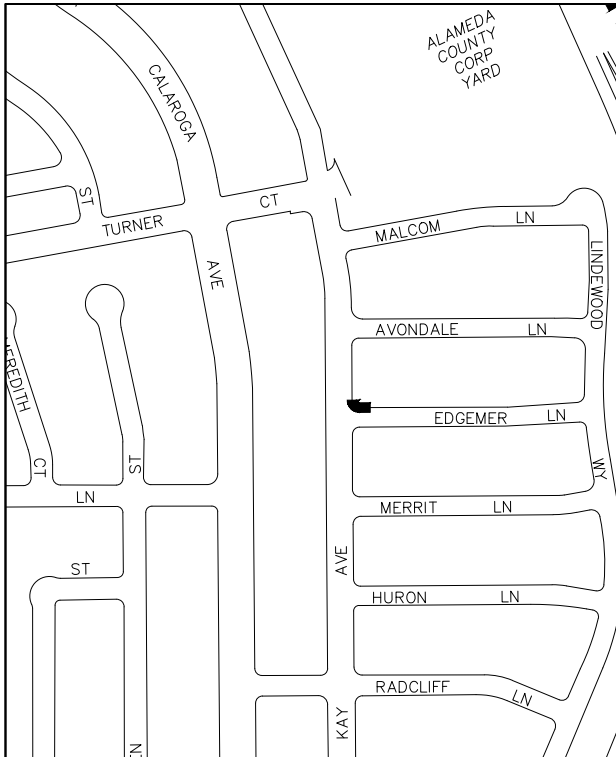 ALAMEDA
COUNTY
CORP
YARD
CALAROGA
AVE
ST
TURNER
CT
MALCOM LN
LINDEWOOD
WY
AVONDALE LN
EDGEMER LN
MEREDITH
CT
ST
LN
MERRIT LN
ST
AVE
HURON LN
RADCLIFF LN
KAY